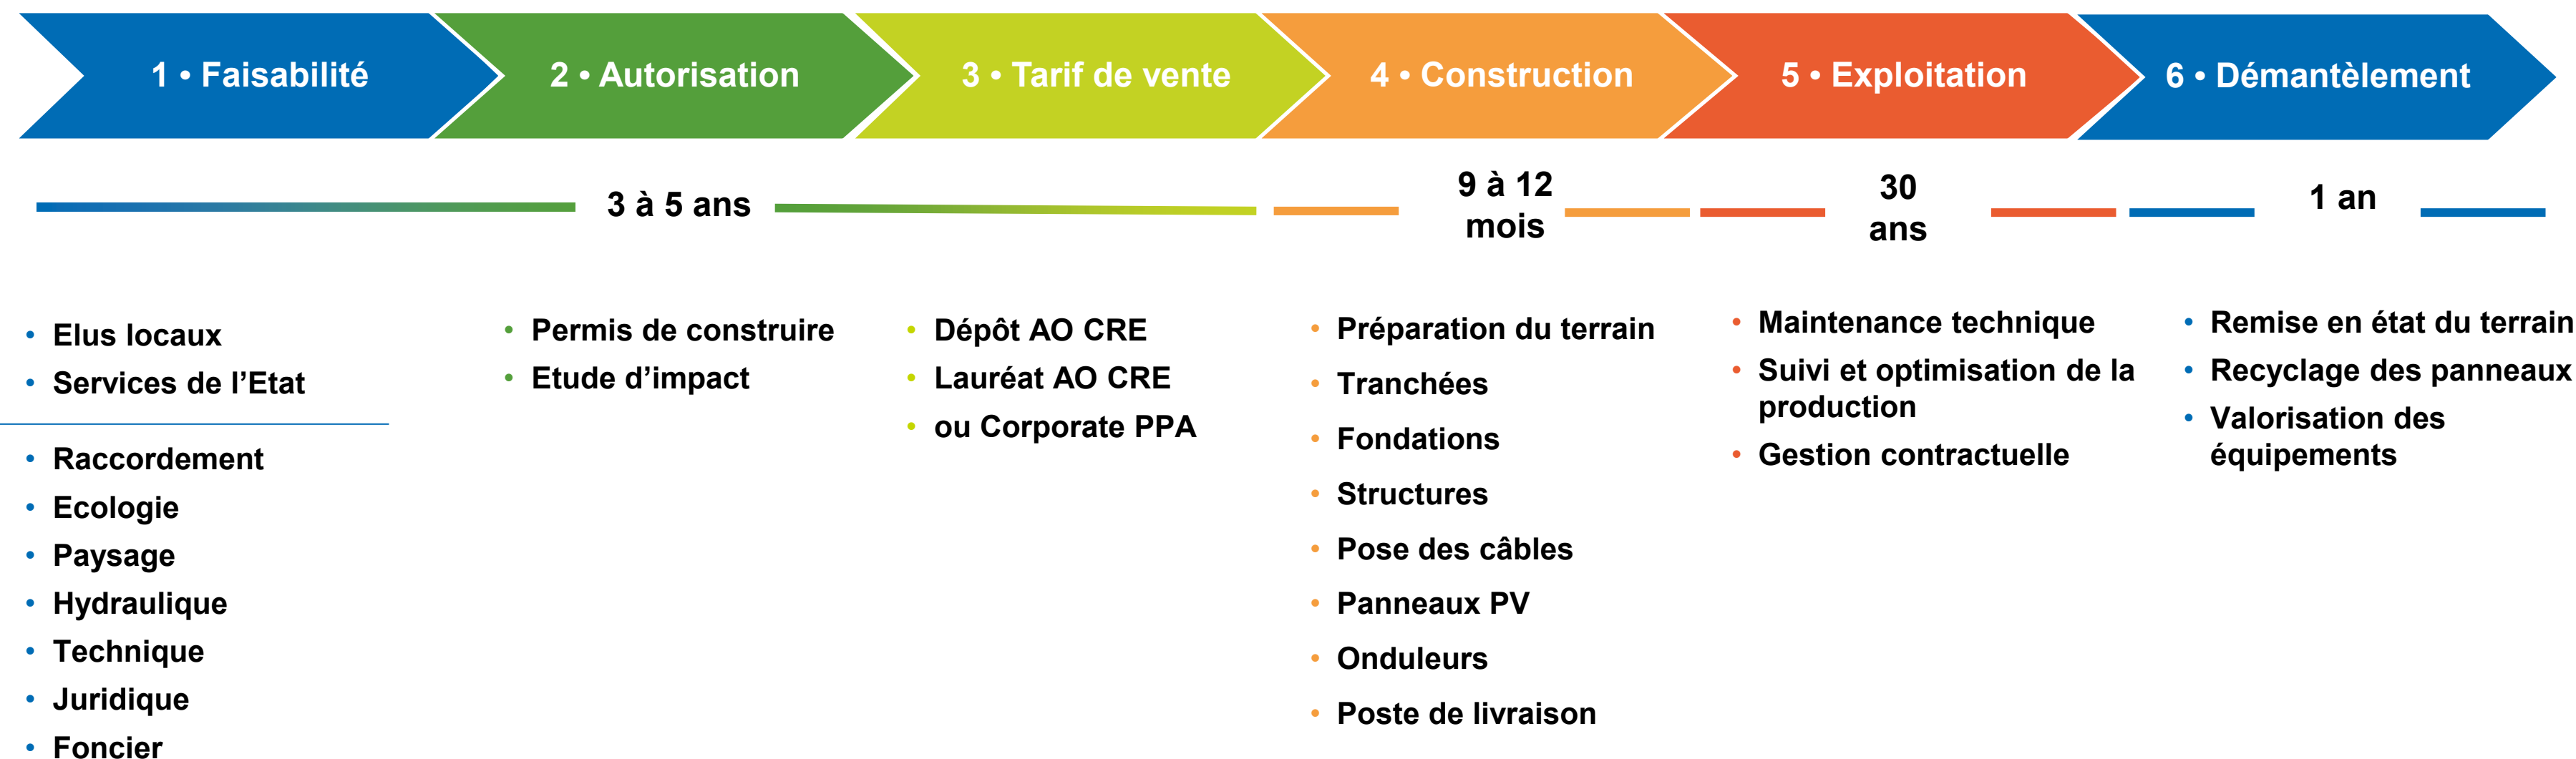 1 • Faisabilité
2 • Autorisation
3 • Tarif de vente
4 • Construction
5 • Exploitation
6 • Démantèlement
3 à 5 ans
9 à 12
mois
30
ans
1 an
• Elus locaux
• Services de l’Etat
• Raccordement
• Ecologie
• Paysage
• Hydraulique
• Technique
• Juridique
• Foncier
• Permis de construire
• Etude d’impact
• Dépôt AO CRE
• Lauréat AO CRE
• ou Corporate PPA
• Préparation du terrain
• Tranchées
• Fondations
• Structures
• Pose des câbles
• Panneaux PV
• Onduleurs
• Poste de livraison
• Maintenance technique
• Suivi et optimisation de la
production
• Gestion contractuelle
• Remise en état du terrain
• Recyclage des panneaux
• Valorisation des
équipements